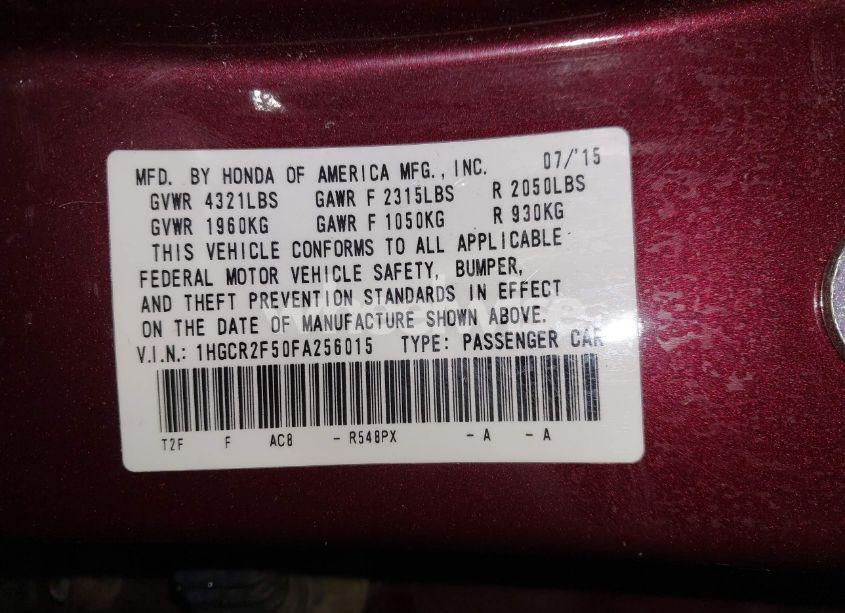 MFD. BY HONDA OF AMERICA MFG., INC. 07/'15
GVWR 4321LBS GAWR F 2315LBS R 2050LBS
GVWR 1960KG GAWR F 1050KG R 930KG
THIS VEHICLE CONFORMS TO ALL APPLICABLE
FEDERAL MOTOR VEHICLE SAFETY, BUMPER,
AND THEFT PREVENTION STANDARDS IN EFFECT
ON THE DATE OF MANUFACTURE SHOWN ABOVE.
V.I.N.: 1HGCR2F50FA256015 TYPE: PASSENGER CAR
T2F F AC8 - R548PX - A - A